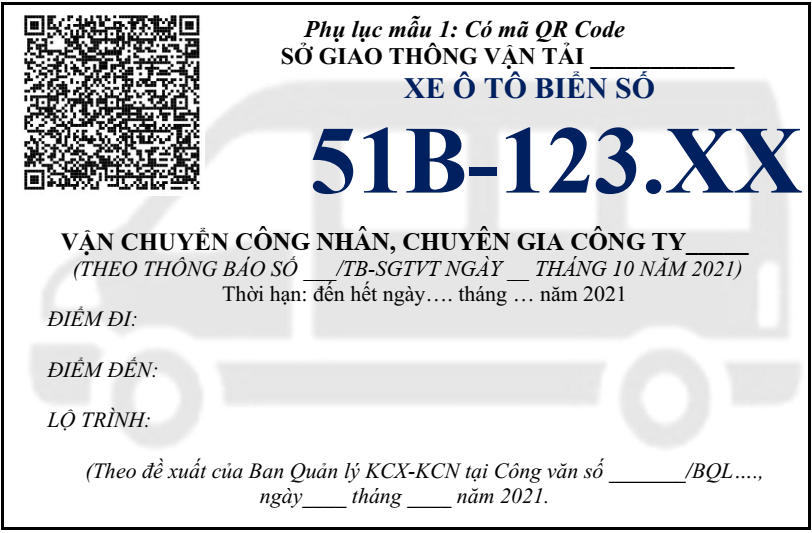 Phụ lục mẫu 1: Có mã QR Code
SỞ GIAO THÔNG VẬN TẢI _____________
XE Ô TÔ BIỂN SỐ
51B-123.XX
VẬN CHUYỂN CÔNG NHÂN, CHUYÊN GIA CÔNG TY_____
(THEO THÔNG BÁO SỐ ___/TB-SGTVT NGÀY __ THÁNG 10 NĂM 2021)
Thời hạn: đến hết ngày…. tháng … năm 2021
ĐIỂM ĐI:
ĐIỂM ĐẾN:
LỘ TRÌNH:
(Theo đề xuất của Ban Quản lý KCX-KCN tại Công văn số _______/BQL….,
ngày____ tháng ____ năm 2021.